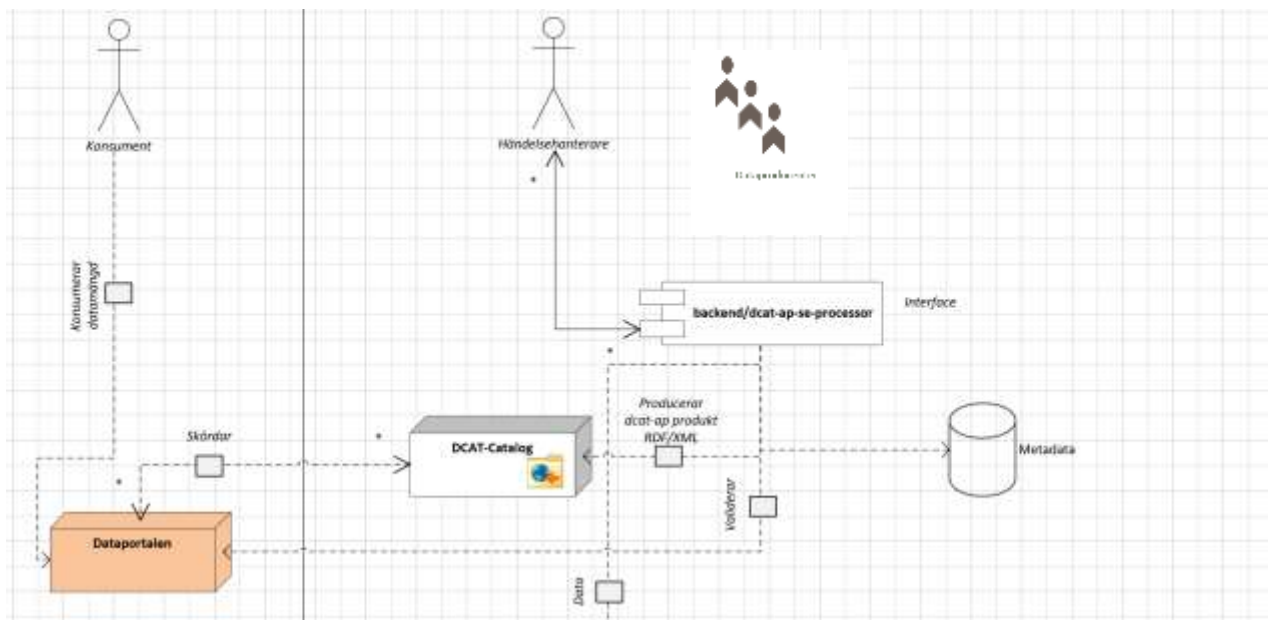 Konsument
Händelsehanterare
Dataproducenter
*
Konsumerar
datamängd
backend/dcat-ap-se-processor
Interface
*
Producerar
dcat-ap produkt
RDF/XML
Skördar
*
DCAT-Catalog
Metadata
*
Validerar
Dataportalen
Data